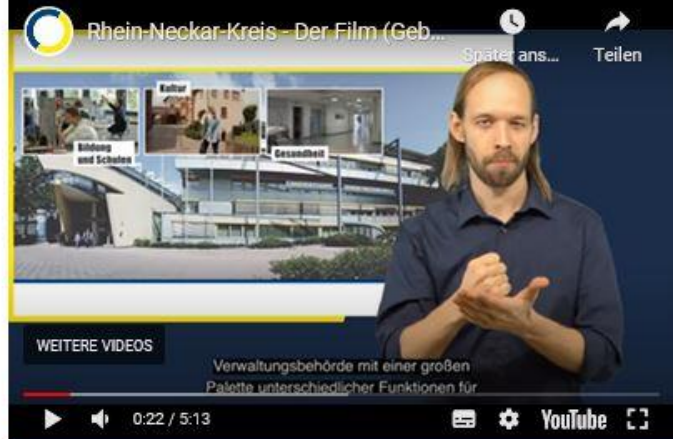 Rhein-Neckar-Kreis - Der Film (Geb...
Später ans...
Teilen
Kultur
Bildung
und Schulen
Gesundheit
WEITERE VIDEOS
Verwaltungsbehörde mit einer großen
Palette unterschiedlicher Funktionen für
0:22 / 5:13
YouTube